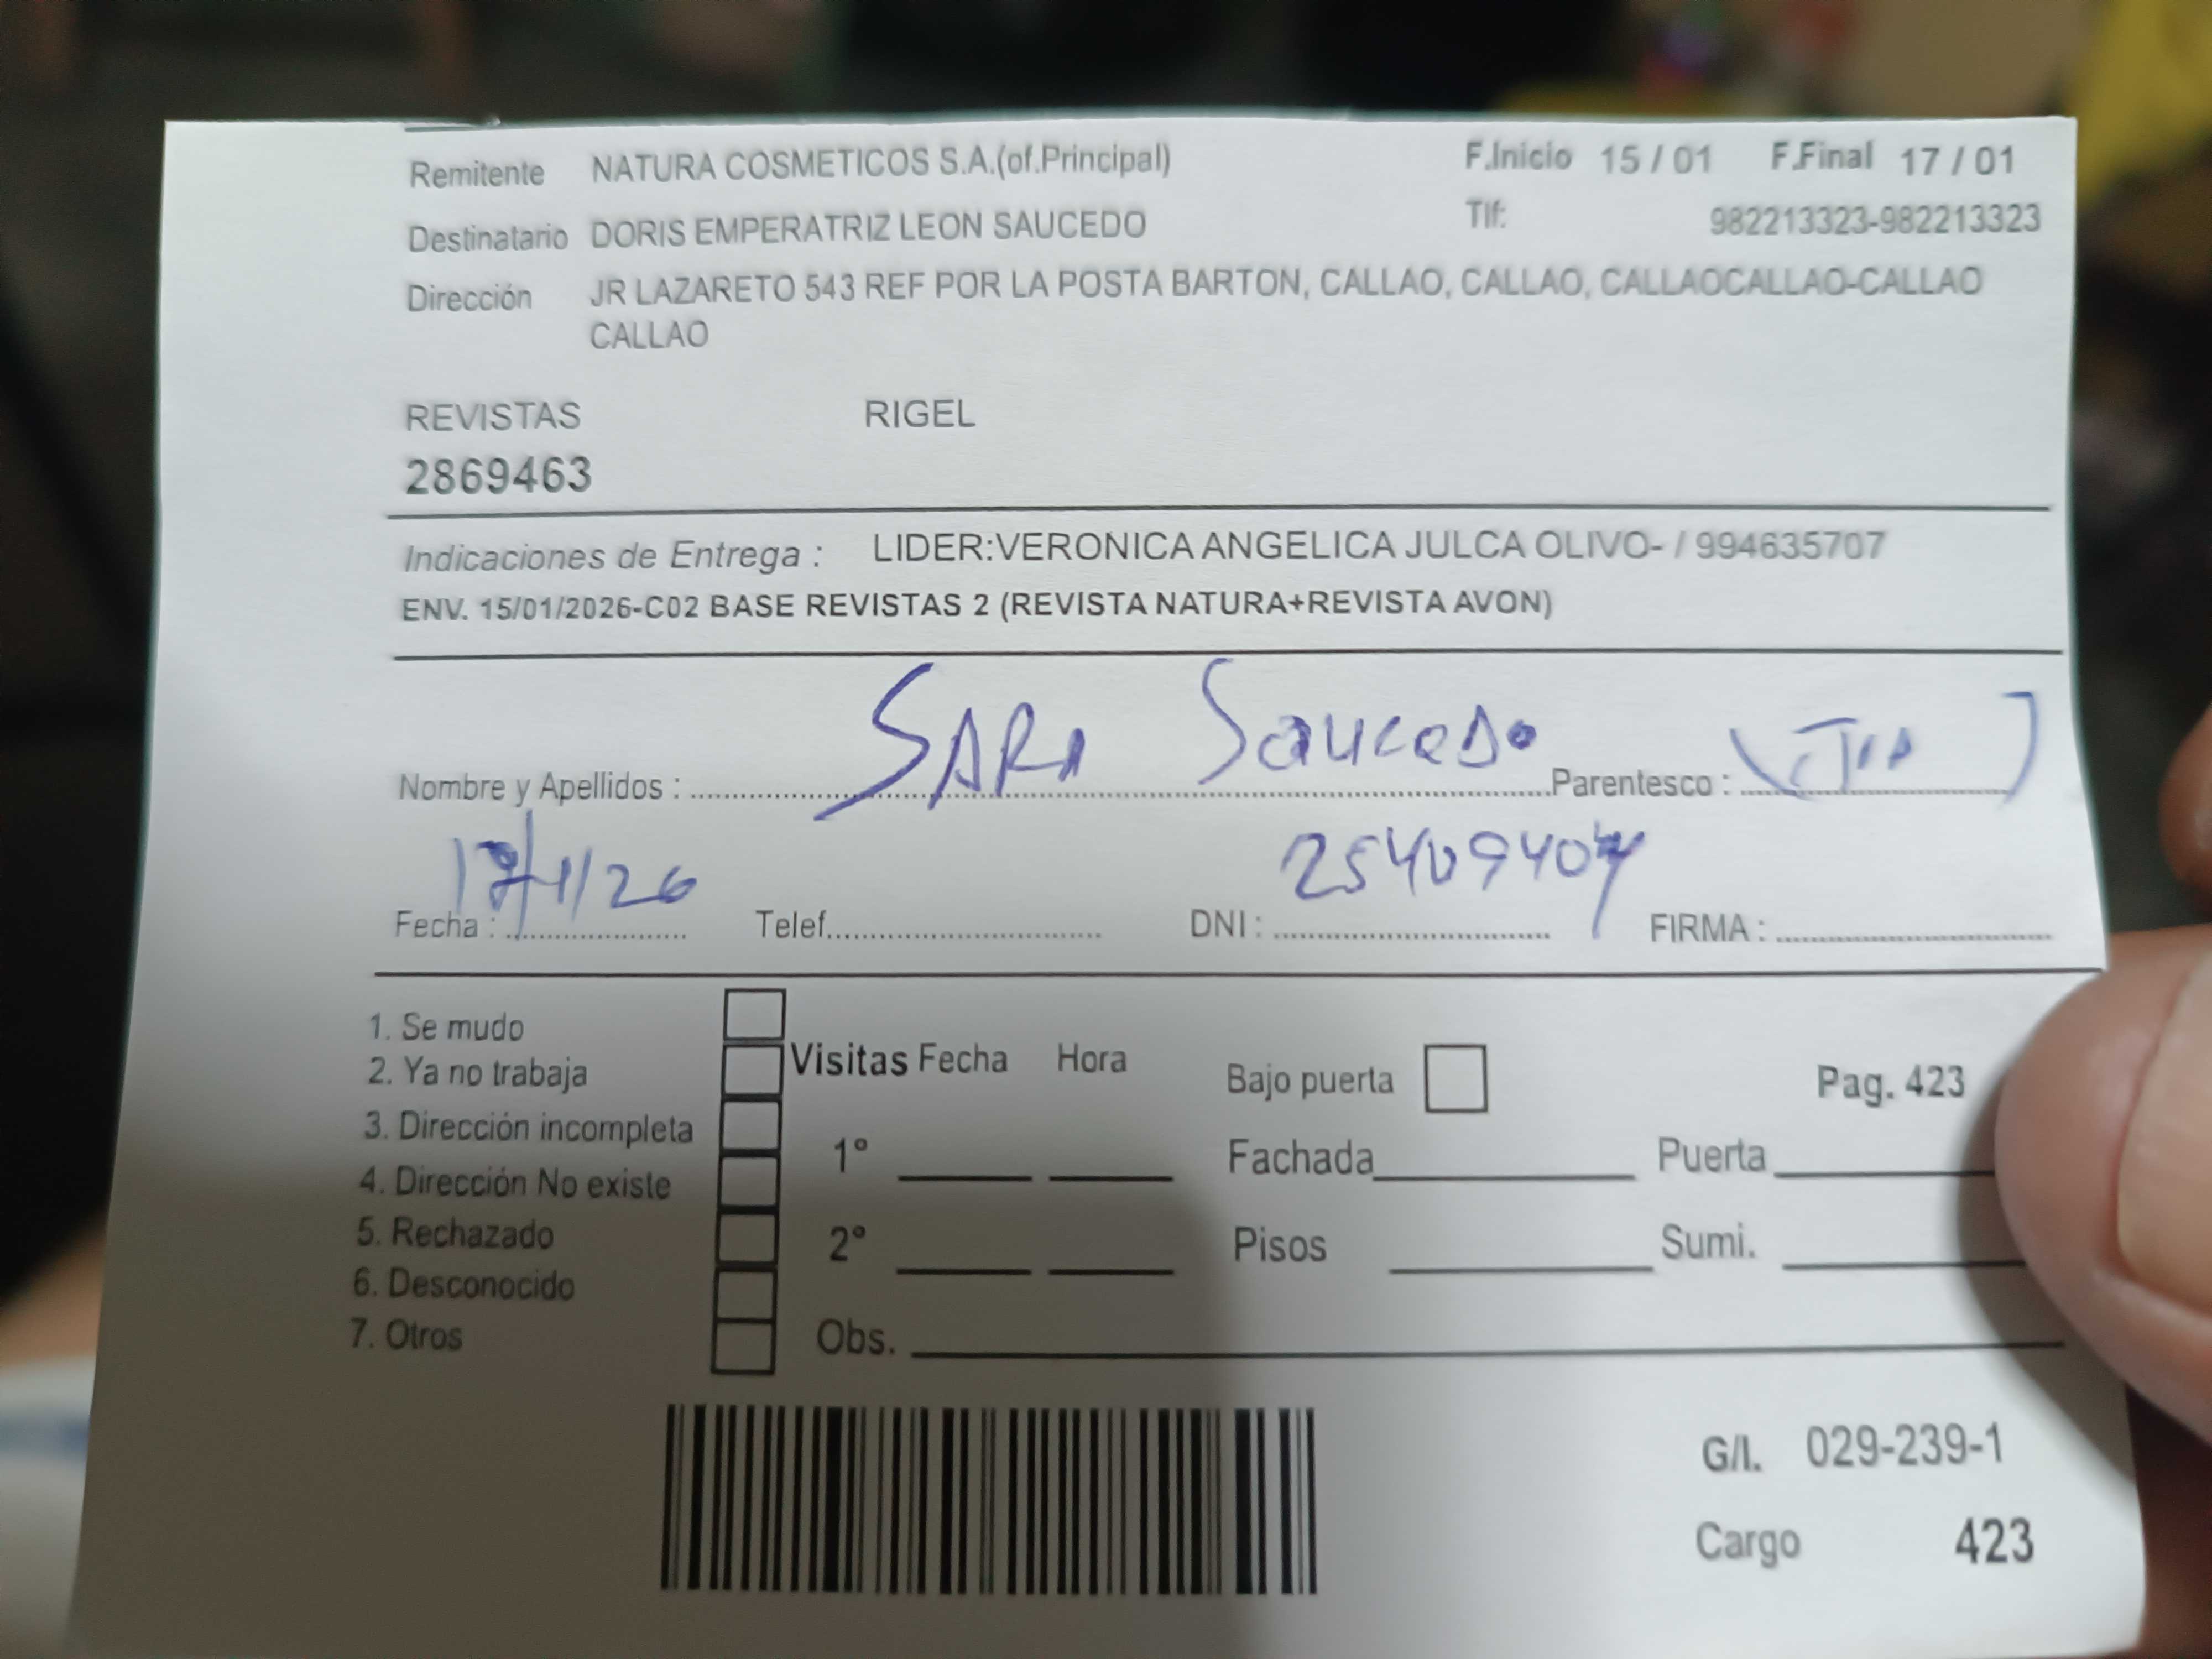 Remitente NATURA COSMETICOS S.A.(of.Principal) F.Inicio 15 / 01 F.Final 17 / 01
Destinatario DORIS EMPERATRIZ LEON SAUCEDO Tlf: 982213323-982213323
Dirección JR LAZARETO 543 REF POR LA POSTA BARTON, CALLAO, CALLAO, CALLAOCALLAO-CALLAO
CALLAO
REVISTAS RIGEL
2869463
Indicaciones de Entrega : LIDER:VERONICA ANGELICA JULCA OLIVO- / 994635707
ENV. 15/01/2026-C02 BASE REVISTAS 2 (REVISTA NATURA+REVISTA AVON)
Nombre y Apellidos : SARA Saucedo Parentesco : (TIA)
Fecha : Telef. DNI : FIRMA :
1. Se mudo
2. Ya no trabaja
3. Dirección incompleta
4. Dirección No existe
5. Rechazado
6. Desconocido
7. Otros
Visitas Fecha Hora
1°
2°
Obs.
Bajo puerta Pag. 423
Fachada Puerta
Pisos Sumi.
G/I. 029-239-1
Cargo 423